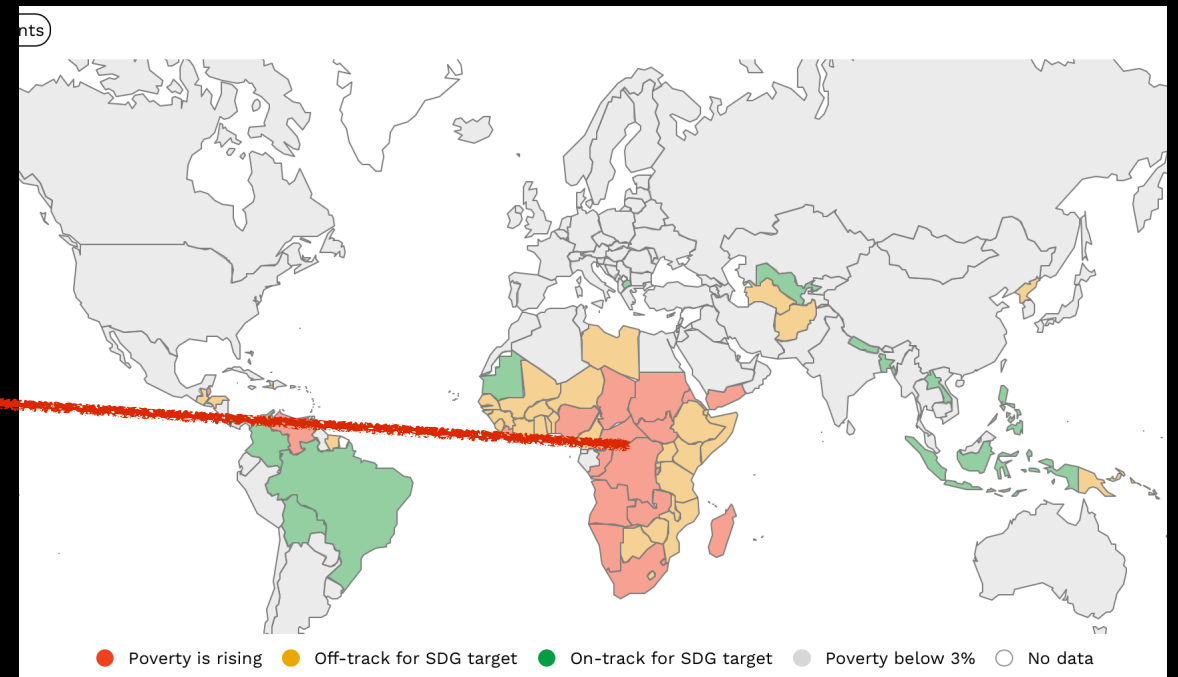 nts
Poverty is rising
Off-track for SDG target
On-track for SDG target
Poverty below 3%
No data